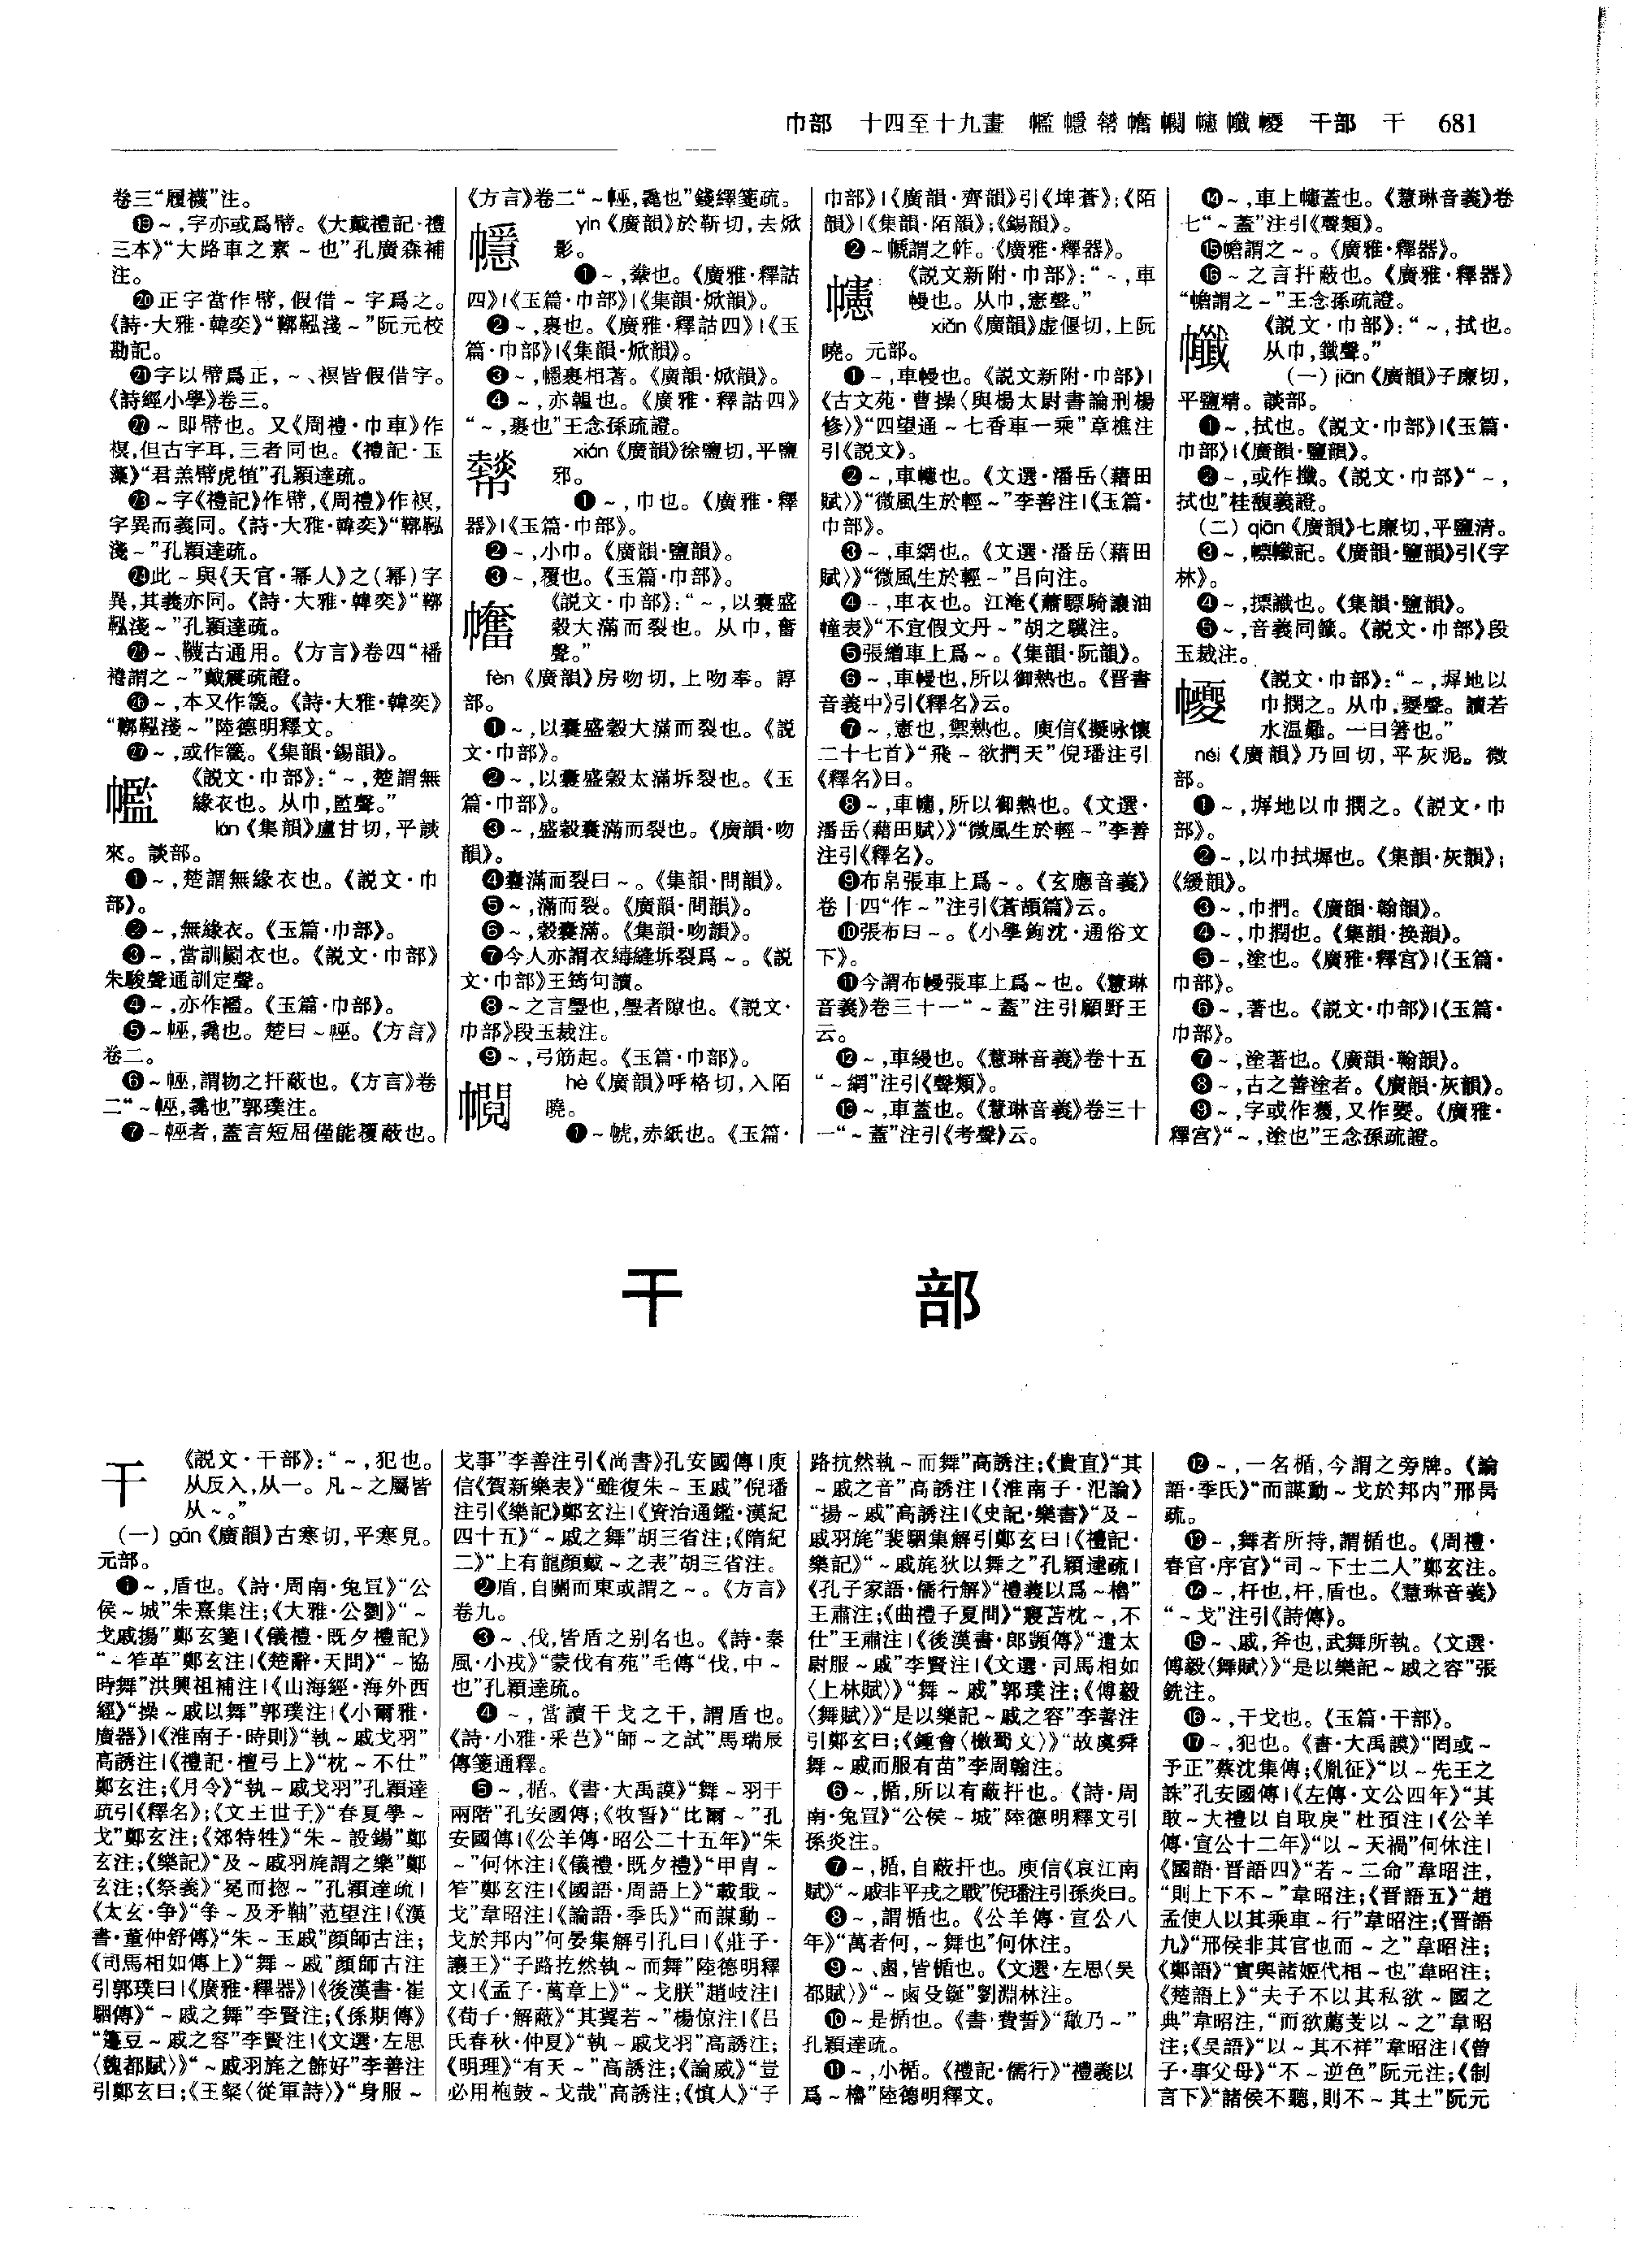 巾部 十四至十九畫 㡩㡥幋幡㡨幰幟㡫 干部 干 681
卷三“履襪”注。
⑲～,字亦或爲幦。《大戴禮記·禮
三本》“大路車之素～也”孔廣森補
注。
⑳正字當作幦,假借～字爲之。
《詩·大雅·韓奕》“鞹鞃淺～”阮元校
勘記。
㉑字以幦爲正,～、禊皆假借字。
《詩經小學》卷三。
㉒～即幦也。又《周禮·巾車》作
㡇,但古字耳,三者同也。《禮記·玉
藻》“君羔幦虎犆”孔穎達疏。
㉓～字《禮記》作幦,《周禮》作㡇,
字異而義同。《詩·大雅·韓奕》“鞹鞃
淺～”孔穎達疏。
㉔此～與《天官·冪人》之(冪)字
異,其義亦同。《詩·大雅·韓奕》“鞹
鞃淺～”孔穎達疏。
㉕～、韈古通用。《方言》卷四“襎
裷謂之～”戴震疏證。
㉖～,本又作篾。《詩·大雅·韓奕》
“鞹鞃淺～”陸德明釋文。
㉗～,或作簚。《集韻·錫韻》。
《説文·巾部》:“～,楚謂無
緣衣也。从巾,監聲。”
lán《集韻》盧甘切,平談
來。談部。
❶～,楚謂無緣衣也。《説文·巾
部》。
❷～,無緣衣。《玉篇·巾部》。
❸～,當訓罽衣也。《説文·巾部》
朱駿聲通訓定聲。
❹～,亦作襤。《玉篇·巾部》。
❺～㡔,毳也。楚曰～㡔。《方言》
卷二。
❻～㡔,謂物之扞蔽也。《方言》卷
二“～㡔,毳也”郭璞注。
❼～㡔者,蓋言短屈僅能覆蔽也。
《方言》卷二“～㡔,毳也”錢繹箋疏。
yìn《廣韻》於靳切,去焮
影。
❶～,䘳也。《廣雅·釋詁
四》|《玉篇·巾部》|《集韻·焮韻》。
❷～,裹也。《廣雅·釋詁四》|《玉
篇·巾部》|《集韻·焮韻》。
❸～,㡥裹相著。《廣韻·焮韻》。
❹～,亦韞也。《廣雅·釋詁四》
“～,裹也”王念孫疏證。
xián《廣韻》徐鹽切,平鹽
邪。
❶～,巾也。《廣雅·釋
器》|《玉篇·巾部》。
❷～,小巾。《廣韻·鹽韻》。
❸～,覆也。《玉篇·巾部》。
《説文·巾部》:“～,以囊盛
穀大滿而裂也。从巾,奮
聲。”
fèn《廣韻》房吻切,上吻奉。諄
部。
❶～,以囊盛穀大滿而裂也。《説
文·巾部》。
❷～,以囊盛穀太滿坼裂也。《玉
篇·巾部》。
❸～,盛穀囊滿而裂也。《廣韻·吻
韻》。
❹囊滿而裂曰～。《集韻·問韻》。
❺～,滿而裂。《廣韻·問韻》。
❻～,穀囊滿。《集韻·吻韻》。
❼今人亦謂衣縳縫坼裂爲～。《説
文·巾部》王筠句讀。
❽～之言璺也,璺者隙也。《説文·
巾部》段玉裁注。
❾～,弓筋起。《玉篇·巾部》。
hè《廣韻》呼格切,入陌
曉。
❶～㡆,赤紙也。《玉篇·
巾部》|《廣韻·齊韻》引《埤蒼》;《陌
韻》|《集韻·陌韻》;《錫韻》。
❷～㡆謂之㡸。《廣雅·釋器》。
《説文新附·巾部》:“～,車
幔也。从巾,憲聲。”
xiǎn《廣韻》虚偃切,上阮
曉。元部。
❶～,車幔也。《説文新附·巾部》|
《古文苑·曹操〈與楊太尉書論刑楊
修〉》“四望通～七香車一乘”章樵注
引《説文》。
❷～,車幰也。《文選·潘岳〈藉田
賦〉》“微風生於輕～”李善注|《玉篇·
巾部》。
❸～,車網也。《文選·潘岳〈藉田
賦〉》“微風生於輕～”吕向注。
❹～,車衣也。江淹《蕭驃騎讓油
幢表》“不宜假文丹～”胡之驥注。
❺張繒車上爲～。《集韻·阮韻》。
❻～,車幔也,所以御熱也。《晉書
音義中》引《釋名》云。
❼～,憲也,禦熱也。庾信《擬咏懷
二十七首》“飛～欲捫天”倪璠注引
《釋名》曰。
❽～,車幰,所以御熱也。《文選·
潘岳〈藉田賦〉》“微風生於輕～”李善
注引《釋名》。
❾布帛張車上爲～。《玄應音義》
卷十四“作～”注引《蒼頡篇》云。
❿張布曰～。《小學鉤沈·通俗文
下》。
⓫今謂布幔張車上爲～也。《慧琳
音義》卷三十一“～蓋”注引顧野王
云。
⓬～,車縵也。《慧琳音義》卷十五
“～網”注引《聲類》。
⓭～,車蓋也。《慧琳音義》卷三十
一“～蓋”注引《考聲》云。
⓮～,車上幰蓋也。《慧琳音義》卷
七“～蓋”注引《聲類》。
⓯㡎謂之～。《廣雅·釋器》。
⓰～之言扞蔽也。《廣雅·釋器》
“㡎謂之～”王念孫疏證。
《説文·巾部》:“～,拭也。
从巾,韱聲。”
(一)jiān《廣韻》子廉切,
平鹽精。談部。
❶～,拭也。《説文·巾部》|《玉篇·
巾部》|《廣韻·鹽韻》。
❷～,或作攕。《説文·巾部》“～,
拭也”桂馥義證。
(二)qiān《廣韻》七廉切,平鹽清。
❸～,幖幟記。《廣韻·鹽韻》引《字
林》。
❹～,摽識也。《集韻·鹽韻》。
❺～,音義同籤。《説文·巾部》段
玉裁注。
《説文·巾部》:“～,墀地以
巾㨉之。从巾,夒聲。讀若
水温㬮。一曰箸也。”
néi《廣韻》乃回切,平灰泥。微
部。
❶～,墀地以巾㨉之。《説文·巾
部》。
❷～,以巾拭墀也。《集韻·灰韻》;
《緩韻》。
❸～,巾捫。《廣韻·翰韻》。
❹～,巾撋也。《集韻·换韻》。
❺～,塗也。《廣雅·釋宫》|《玉篇·
巾部》。
❻～,著也。《説文·巾部》|《玉篇·
巾部》。
❼～,塗著也。《廣韻·翰韻》。
❽～,古之善塗者。《廣韻·灰韻》。
❾～,字或作獿,又作㛪。《廣雅·
釋宫》“～,塗也”王念孫疏證。
干部
干
《説文·干部》:“～,犯也。
从反入,从一。凡～之屬皆
从～。”
(一)gān《廣韻》古寒切,平寒見。
元部。
❶～,盾也。《詩·周南·兔罝》“公
侯～城”朱熹集注;《大雅·公劉》“～
戈戚揚”鄭玄箋|《儀禮·既夕禮記》
“～笮革”鄭玄注|《楚辭·天問》“～協
時舞”洪興祖補注|《山海經·海外西
經》“操～戚以舞”郭璞注|《小爾雅·
廣器》|《淮南子·時則》“執～戚戈羽”
高誘注|《禮記·檀弓上》“枕～不仕”
鄭玄注;《月令》“執～戚戈羽”孔穎達
疏引《釋名》;《文王世子》“春夏學～
戈”鄭玄注;《郊特牲》“朱～設錫”鄭
玄注;《樂記》“及～戚羽旄謂之樂”鄭
玄注;《祭義》“冕而揔～”孔穎達疏|
《太玄·争》“争～及矛軸”范望注|《漢
書·董仲舒傳》“朱～玉戚”顔師古注;
《司馬相如傳上》“舞～戚”顔師古注
引郭璞曰|《廣雅·釋器》|《後漢書·崔
駰傳》“～戚之舞”李賢注;《係期傳》
“籩豆～戚之容”李賢注|《文選·左思
〈魏都賦〉》“～戚羽旄之飾好”李善注
引鄭玄曰;《王粲〈從軍詩〉》“身服～
戈事”李善注引《尚書》孔安國傳|庾
信《賀新樂表》“雖復朱～玉戚”倪璠
注引《樂記》鄭玄注|《資治通鑑·漢紀
四十五》“～戚之舞”胡三省注;《隋紀
二》“上有龍顔戴～之表”胡三省注。
❷盾,自關而東或謂之～。《方言》
卷九。
❸～、伐,皆盾之别名也。《詩·秦
風·小戎》“蒙伐有苑”毛傳“伐,中～
也”孔穎達疏。
❹～,當讀干戈之干,謂盾也。
《詩·小雅·采芑》“師～之試”馬瑞辰
傳箋通釋。
❺～,楯。《書·大禹謨》“舞～羽于
兩階”孔安國傳;《牧誓》“比爾～”孔
安國傳|《公羊傳·昭公二十五年》“朱
～”何休注|《儀禮·既夕禮》“甲冑～
笮”鄭玄注|《國語·周語上》“載戢～
戈”韋昭注|《論語·季氏》“而謀動～
戈於邦内”何晏集解引孔曰|《莊子·
讓王》“子路扢然執～而舞”陸德明釋
文|《孟子·萬章上》“～戈朕”趙岐注|
《荀子·解蔽》“其翼若～”楊倞注|《吕
氏春秋·仲夏》“執～戚戈羽”高誘注;
《明理》“有天～”高誘注;《論威》“豈
必用枹鼓～戈哉”高誘注;《慎人》“子
路抗然執～而舞”高誘注;《貴直》“其
～戚之音”高誘注|《淮南子·氾論》
“揚～戚”高誘注|《史記·樂書》“及～
戚羽旄”裴駰集解引鄭玄曰|《禮記·
樂記》“～戚旄狄以舞之”孔穎達疏|
《孔子家語·儒行解》“禮義以爲～櫓”
王肅注;《曲禮子夏問》“寢苫枕～,不
仕”王肅注|《後漢書·郎顗傳》“遣太
尉服～戚”李賢注|《文選·司馬相如
〈上林賦〉》“舞～戚”郭璞注;《傅毅
〈舞賦〉》“是以樂記～戚之容”李善注
引鄭玄曰;《鍾會〈檄蜀文〉》“故虞舜
舞～戚而服有苗”李周翰注。
❻～,楯,所以有蔽扞也。《詩·周
南·兔罝》“公侯～城”陸德明釋文引
孫炎注。
❼～,楯,自蔽扞也。庾信《哀江南
賦》“～戚非平戎之戰”倪璠注引孫炎曰。
❽～,謂楯也。《公羊傳·宣公八
年》“萬者何,～舞也”何休注。
❾～、鹵,皆楯也。《文選·左思〈吴
都賦〉》“～鹵殳鋋”劉淵林注。
❿～是楯也。《書·費誓》“敿乃～”
孔穎達疏。
⓫～,小楯。《禮記·儒行》“禮義以
爲～櫓”陸德明釋文。
⓬～,一名楯,今謂之旁牌。《論
語·季氏》“而謀動～戈於邦内”邢昺
疏。
⓭～,舞者所持,謂楯也。《周禮·
春官·序官》“司～下士二人”鄭玄注。
⓮～,杆也,杆,盾也。《慧琳音義》
“～戈”注引《詩傳》。
⓯～、戚,斧也,武舞所執。《文選·
傅毅〈舞賦〉》“是以樂記～戚之容”張
銑注。
⓰～,干戈也。《玉篇·干部》。
⓱～,犯也。《書·大禹謨》“罔或～
予正”蔡沈集傳;《胤征》“以～先王之
誅”孔安國傳|《左傳·文公四年》“其
敢～大禮以自取戾”杜預注|《公羊
傳·宣公十二年》“以～天禍”何休注|
《國語·晋語四》“若～二命”韋昭注,
“則上下不～”韋昭注;《晋語五》“趙
孟使人以其乘車～行”韋昭注;《晋語
九》“邢侯非其官也而～之”韋昭注;
《鄭語》“實與諸姬代相～也”韋昭注;
《楚語上》“夫子不以其私欲～國之
典”韋昭注,“而欲薦芰以～之”韋昭
注;《吴語》“以～其不祥”韋昭注|《曾
子·事父母》“不～逆色”阮元注;《制
言下》“諸侯不聽,則不～其土”阮元